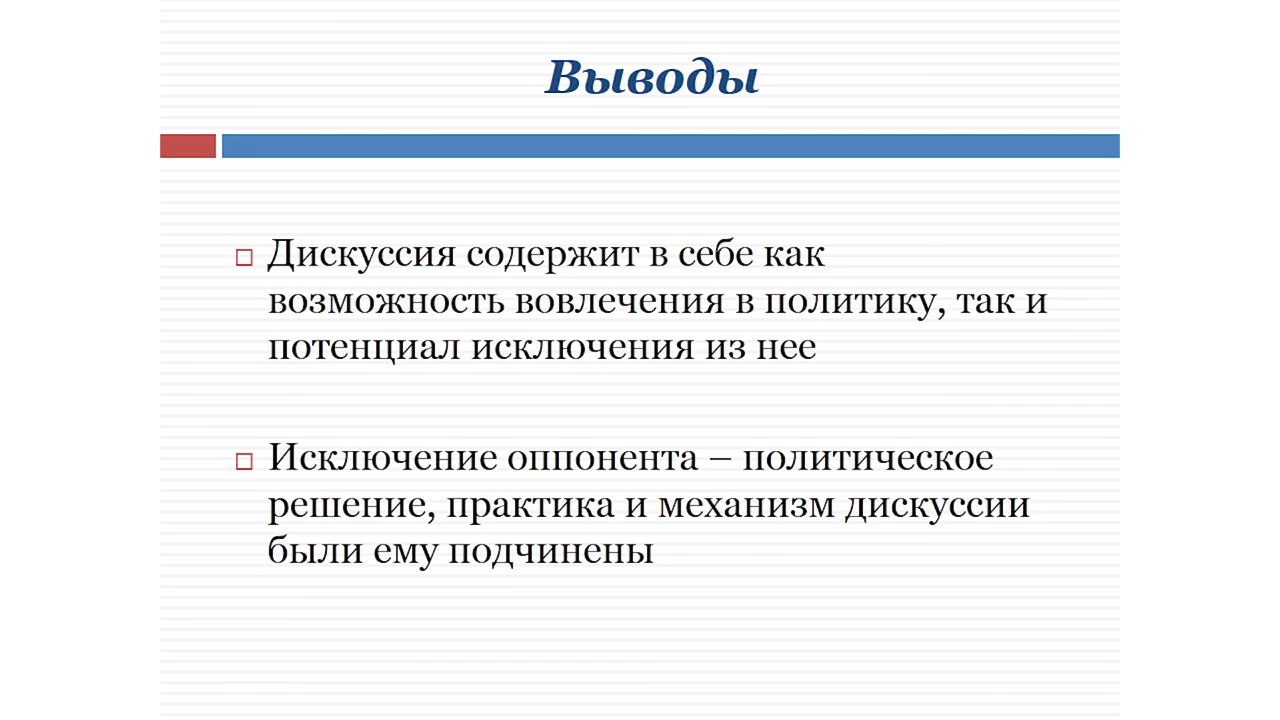 Выводы
Дискуссия содержит в себе как
возможность вовлечения в политику, так и
потенциал исключения из нее
Исключение оппонента – политическое
решение, практика и механизм дискуссии
были ему подчинены